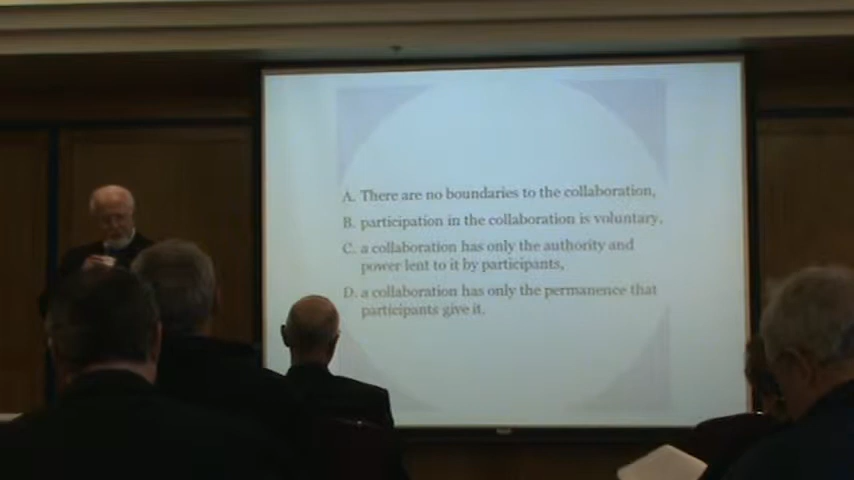 A. There are no boundaries to the collaboration,
B. participation in the collaboration is voluntary,
C. a collaboration has only the authority and
power lent to it by participants,
D. a collaboration has only the permanence that
participants give it.